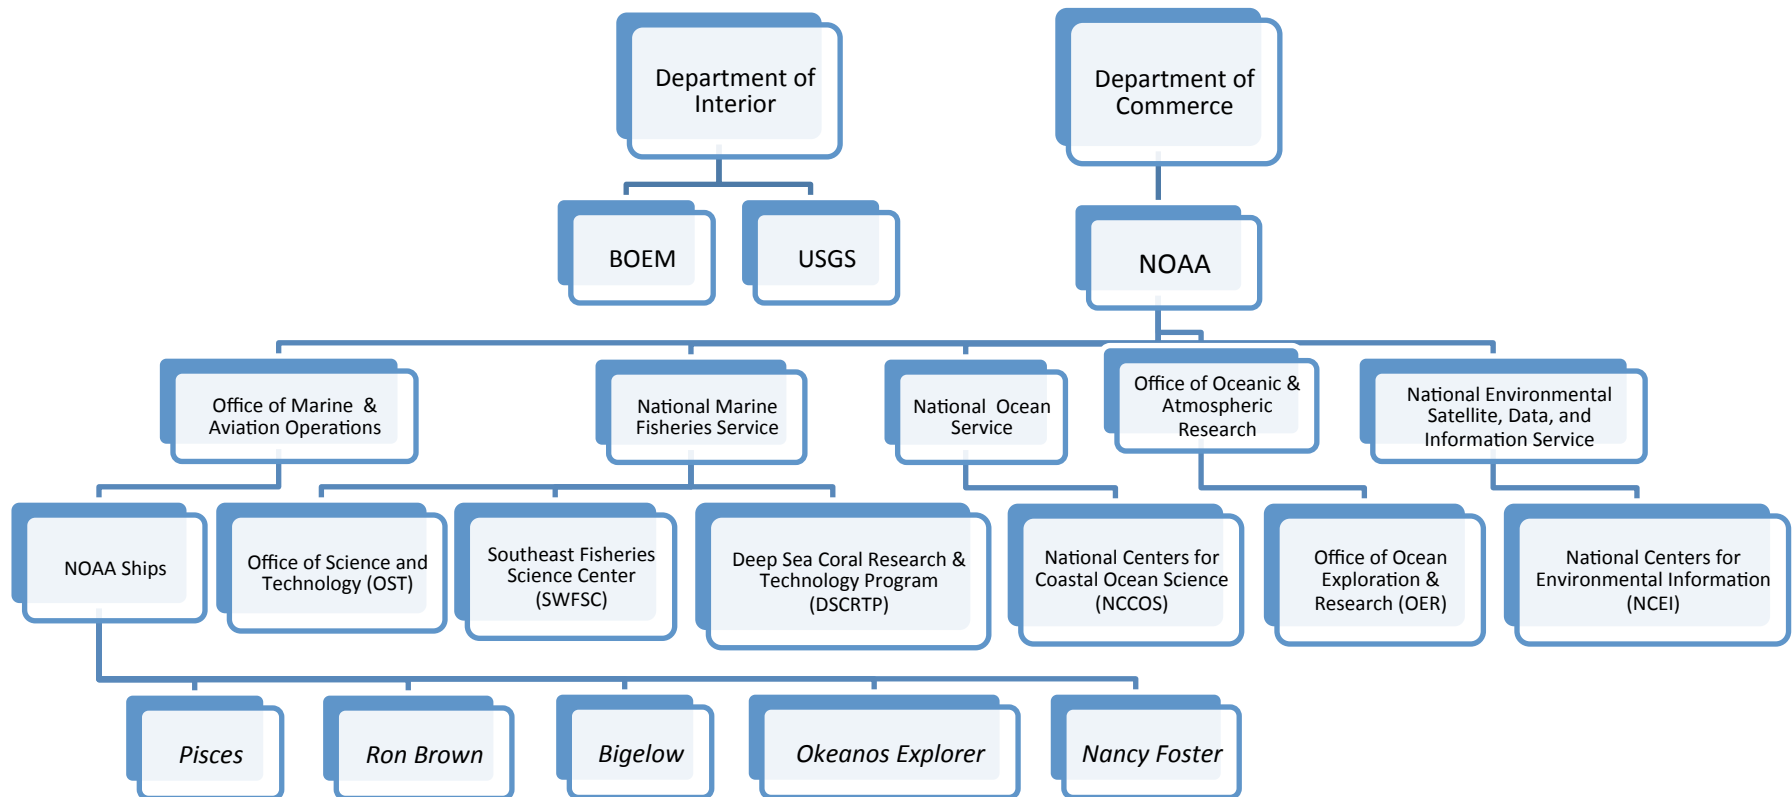 Department of
Interior
Department of
Commerce
BOEM
USGS
NOAA
Office of Marine & 
Aviation Operations
National Marine
Fisheries Service
National Ocean
Service
Office of Oceanic &
Atmospheric
Research
National Environmental
Satellite, Data, and
Information Service
NOAA Ships
Office of Science and
Technology (OST)
Southeast Fisheries
Science Center
(SWFSC)
Deep Sea Coral Research &
Technology Program
(DSCRTP)
National Centers for
Coastal Ocean Science
(NCCOS)
Office of Ocean
Exploration &
Research (OER)
National Centers for
Environmental Information
(NCEI)
Pisces
Ron Brown
Bigelow
Okeanos Explorer
Nancy Foster